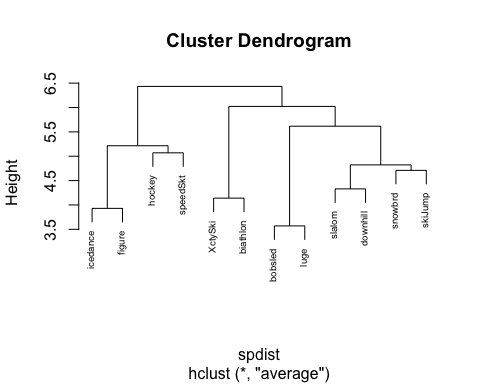 Cluster Dendrogram
Height
6.5
5.5
4.5
3.5
icedance
figure
hockey
speedSkt
XctySki
biathlon
bobsled
luge
slalom
downhill
snowbrd
skiJump
spdist
hclust (*, "average")